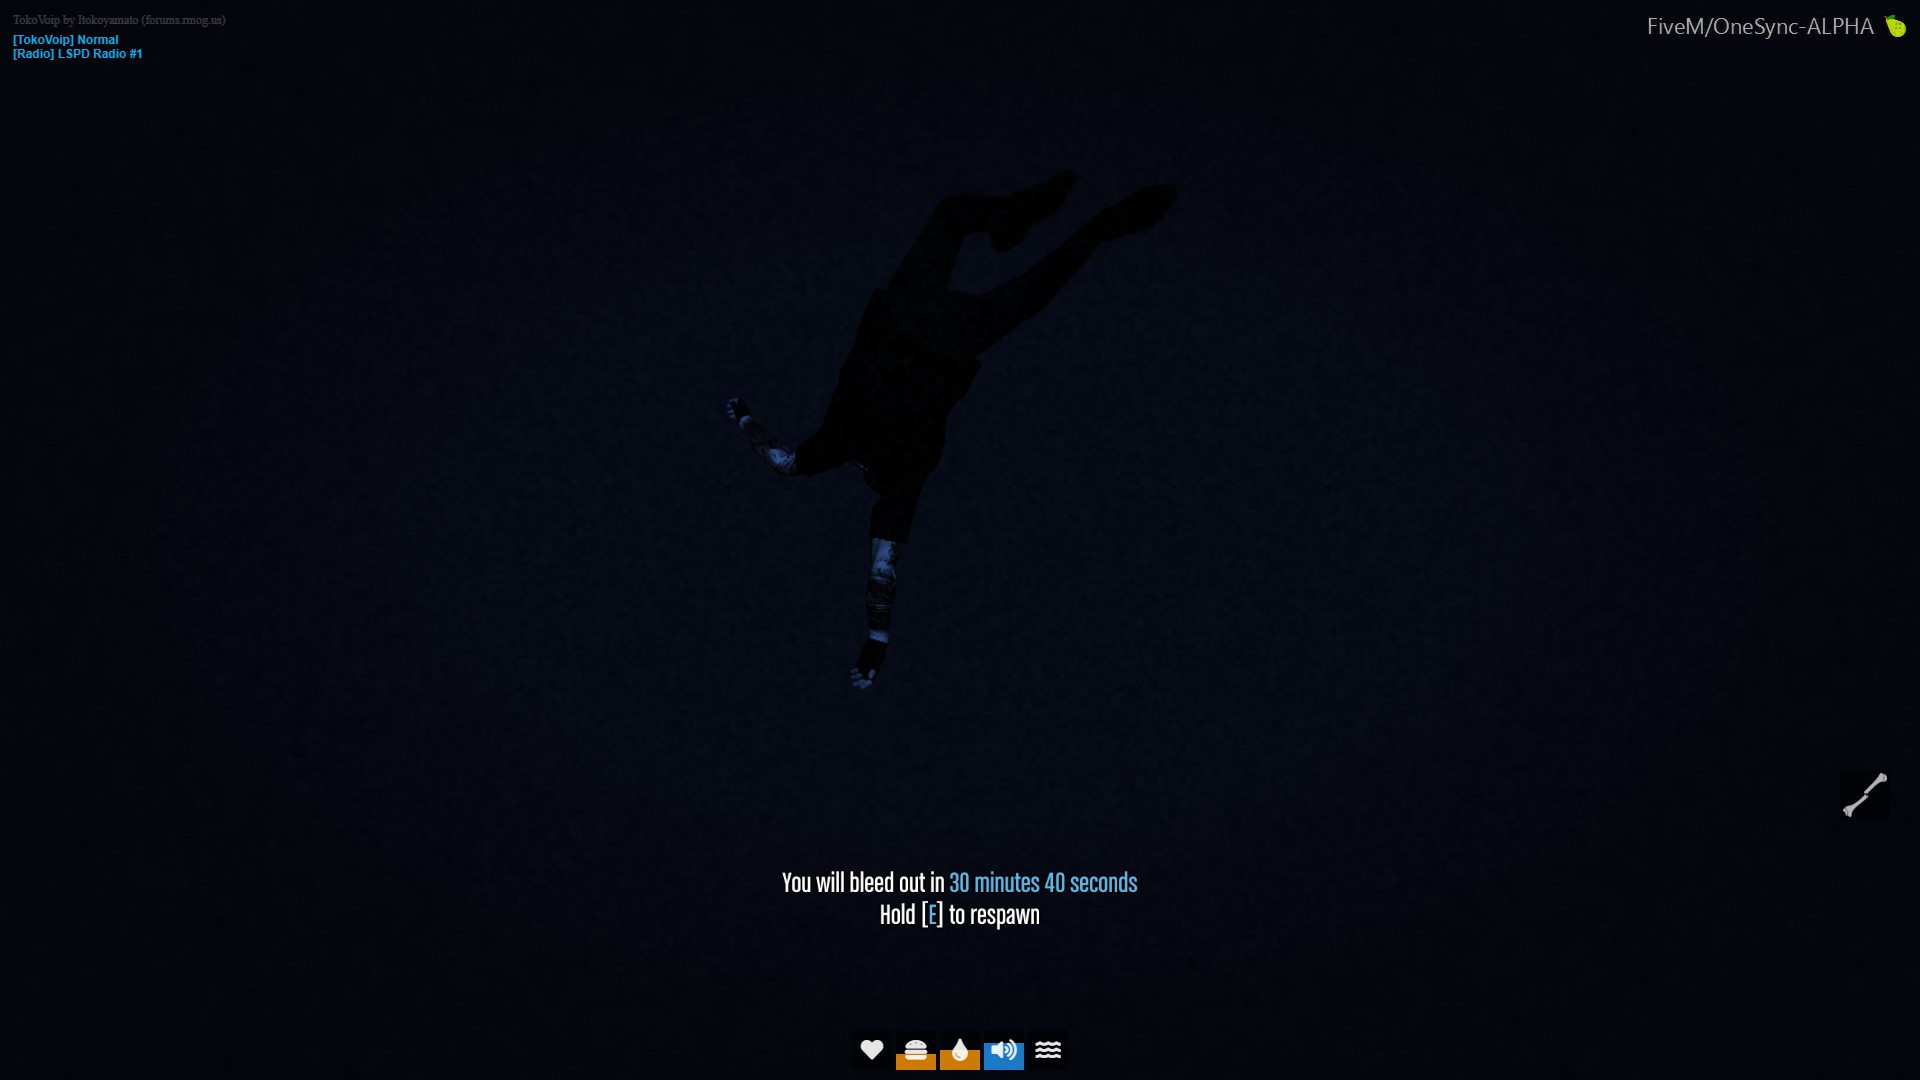 TokoVoip by Itokoyamato (forums.rmog.us)
[TokoVoip] Normal
[Radio] LSPD Radio #1
FiveM/OneSync-ALPHA
You will bleed out in 30 minutes 40 seconds
Hold [E] to respawn